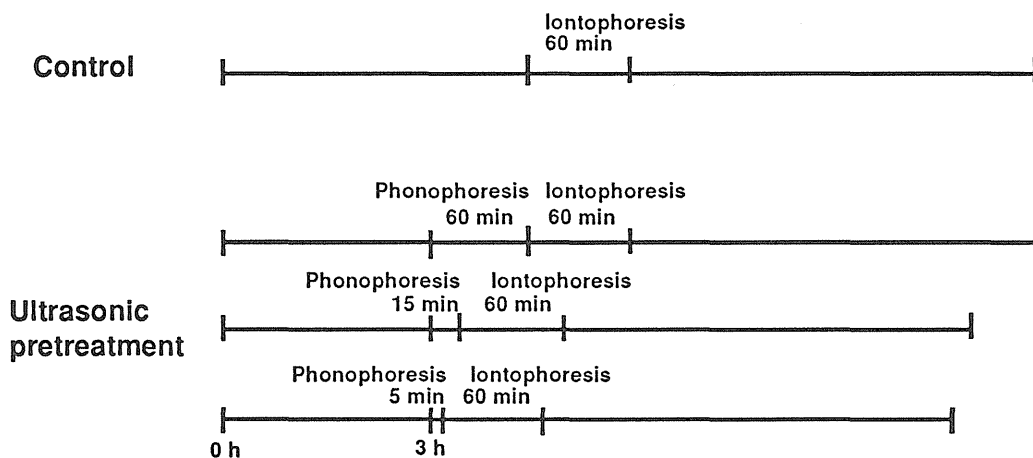 Iontophoresis
60 min
Control
Phonophoresis Iontophoresis
60 min 60 min
Phonophoresis Iontophoresis
15 min 60 min
Ultrasonic
pretreatment
Phonophoresis Iontophoresis
5 min 60 min
0 h 3 h